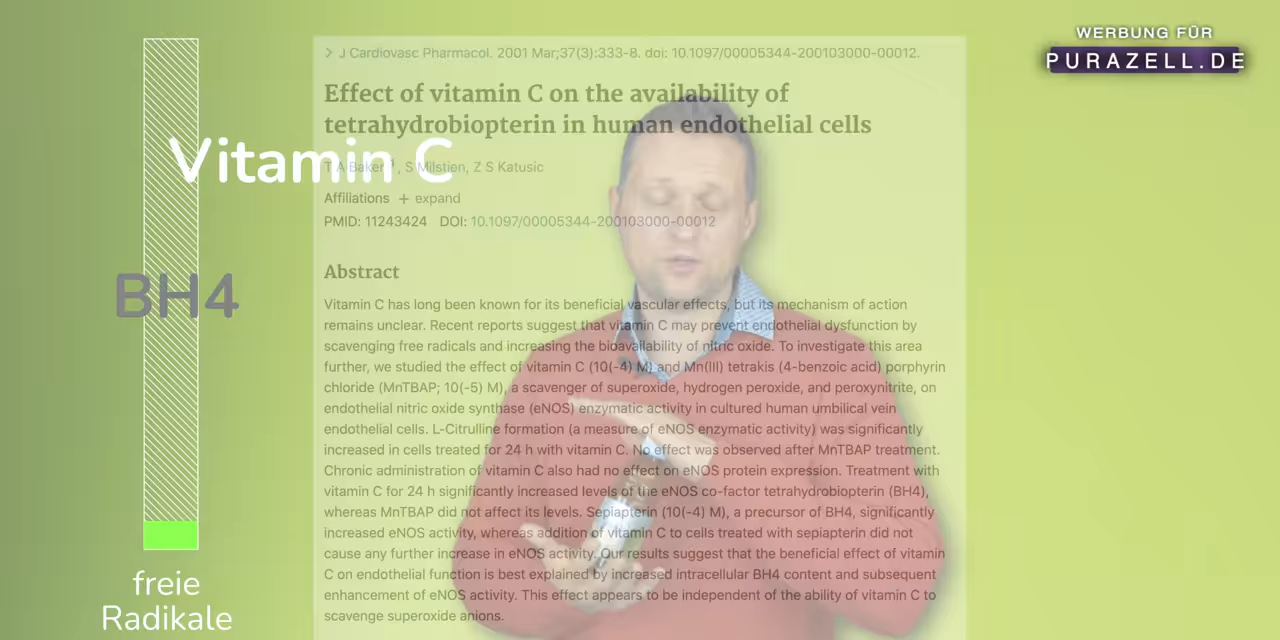 WERBUNG FÜR
PURAZELL.DE
> J Cardiovasc Pharmacol. 2001 Mar;37(3):333-8. doi: 10.1097/00005344-200103000-00012.
Effect of vitamin C on the availability of
tetrahydrobiopterin in human endothelial cells
Vitamin C
T A Baker 1, S Milstien, Z S Katusic
Affiliations + expand
PMID: 11243424 DOI: 10.1097/00005344-200103000-00012
BH4
Abstract
Vitamin C has long been known for its beneficial vascular effects, but its mechanism of action
remains unclear. Recent reports suggest that vitamin C may prevent endothelial dysfunction by
scavenging free radicals and increasing the bioavailability of nitric oxide. To investigate this area
further, we studied the effect of vitamin C (10(-4) M) and Mn(III) tetrakis (4-benzoic acid) porphyrin
chloride (MnTBAP; 10(-5) M), a scavenger of superoxide, hydrogen peroxide, and peroxynitrite, on
endothelial nitric oxide synthase (eNOS) enzymatic activity in cultured human umbilical vein
endothelial cells. L-Citrulline formation (a measure of eNOS enzymatic activity) was significantly
increased in cells treated for 24 h with vitamin C. No effect was observed after MnTBAP treatment.
Chronic administration of vitamin C also had no effect on eNOS protein expression. Treatment with
vitamin C for 24 h significantly increased levels of the eNOS co-factor tetrahydrobiopterin (BH4),
whereas MnTBAP did not affect its levels. Sepiapterin (10(-4) M), a precursor of BH4, significantly
increased eNOS activity, whereas addition of vitamin C to cells treated with sepiapterin did not
cause any further increase in eNOS activity. Our results suggest that the beneficial effect of vitamin
C on endothelial function is best explained by increased intracellular BH4 content and subsequent
enhancement of eNOS activity. This effect appears to be independent of the ability of vitamin C to
scavenge superoxide anions.
freie
Radikale